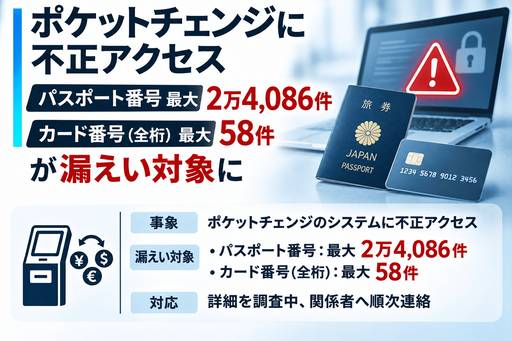 ポケットチェンジに
不正アクセス
パスポート番号 最大 2万4,086件
カード番号(全桁) 最大 58件
が漏えい対象に
旅券
JAPAN
PASSPORT
1234 5678 9012 3456
事象 ポケットチェンジのシステムに不正アクセス
漏えい対象 ・パスポート番号：最大 2万4,086件
・カード番号(全桁)：最大 58件
対応 詳細を調査中、関係者へ順次連絡
¥ $ €